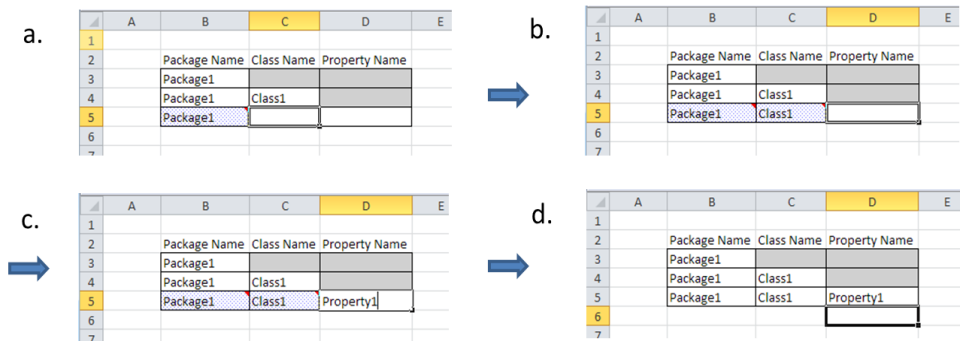 a.
A B C D E
1
2 Package Name Class Name Property Name
3 Package1
4 Package1 Class1
5 Package1
6
7
b.
A B C D E
1
2 Package Name Class Name Property Name
3 Package1
4 Package1 Class1
5 Package1 Class1
6
7
c.
A B C D E
1
2 Package Name Class Name Property Name
3 Package1
4 Package1 Class1
5 Package1 Class1 Property1
6
7
d.
A B C D E
1
2 Package Name Class Name Property Name
3 Package1
4 Package1 Class1
5 Package1 Class1 Property1
6
7